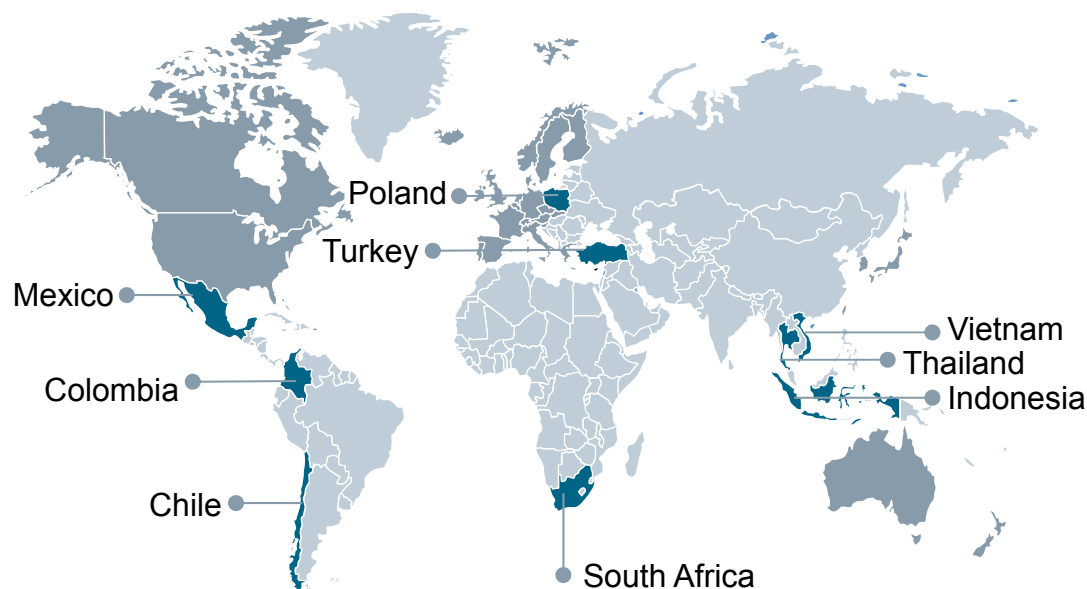 Poland
Turkey
Mexico
Vietnam
Thailand
Colombia
Indonesia
Chile
South Africa